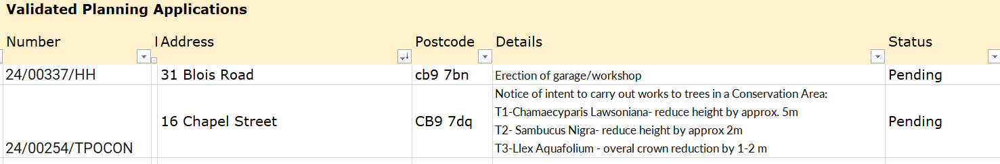 Validated Planning Applications
Number Address Postcode Details Status
24/00337/HH 31 Blois Road cb9 7bn Erection of garage/workshop Pending
Notice of intent to carry out works to trees in a Conservation Area:
T1-Chamaecyparis Lawsoniana- reduce height by approx. 5m
16 Chapel Street CB9 7dq Pending
T2- Sambucus Nigra- reduce height by approx 2m
24/00254/TPOCON T3-Llex Aquafolium - overal crown reduction by 1-2 m